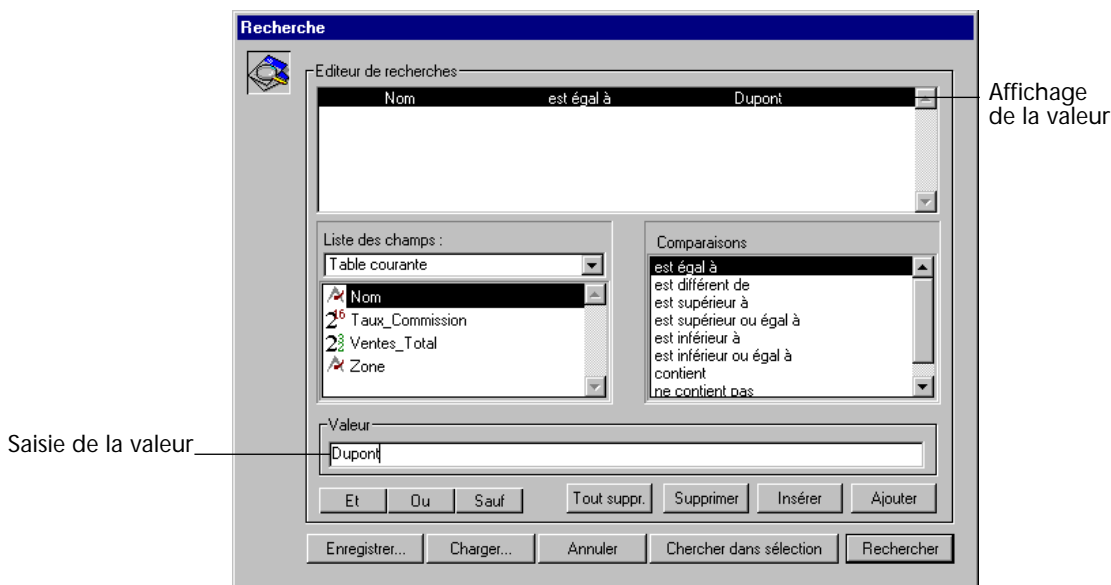 Recherche
Editeur de recherches
Nom est égal à Dupont
Affichage
de la valeur
Liste des champs :
Table courante
Nom
2^16 Taux_Commission
Ventes_Total
Zone
Comparaisons
est égal à
est différent de
est supérieur à
est supérieur ou égal à
est inférieur à
est inférieur ou égal à
contient
ne contient pas
Saisie de la valeur
Valeur
Dupont
Et Ou Sauf Tout suppr. Supprimer Insérer Ajouter
Enregistrer... Charger... Annuler Chercher dans sélection Rechercher